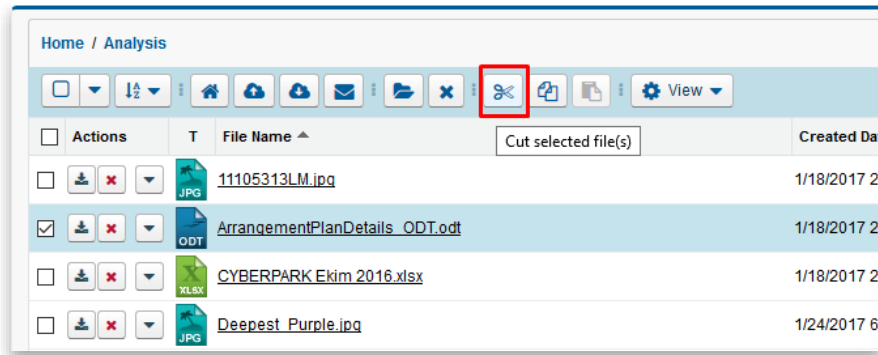 Home / Analysis
View
Actions T File Name Created Da
Cut selected file(s)
JPG 11105313LM.jpg 1/18/2017 2
ODT ArrangementPlanDetails_ODT.odt 1/18/2017 2
XLSX CYBERPARK Ekim 2016.xlsx 1/18/2017 2
JPG Deepest_Purple.jpg 1/24/2017 6